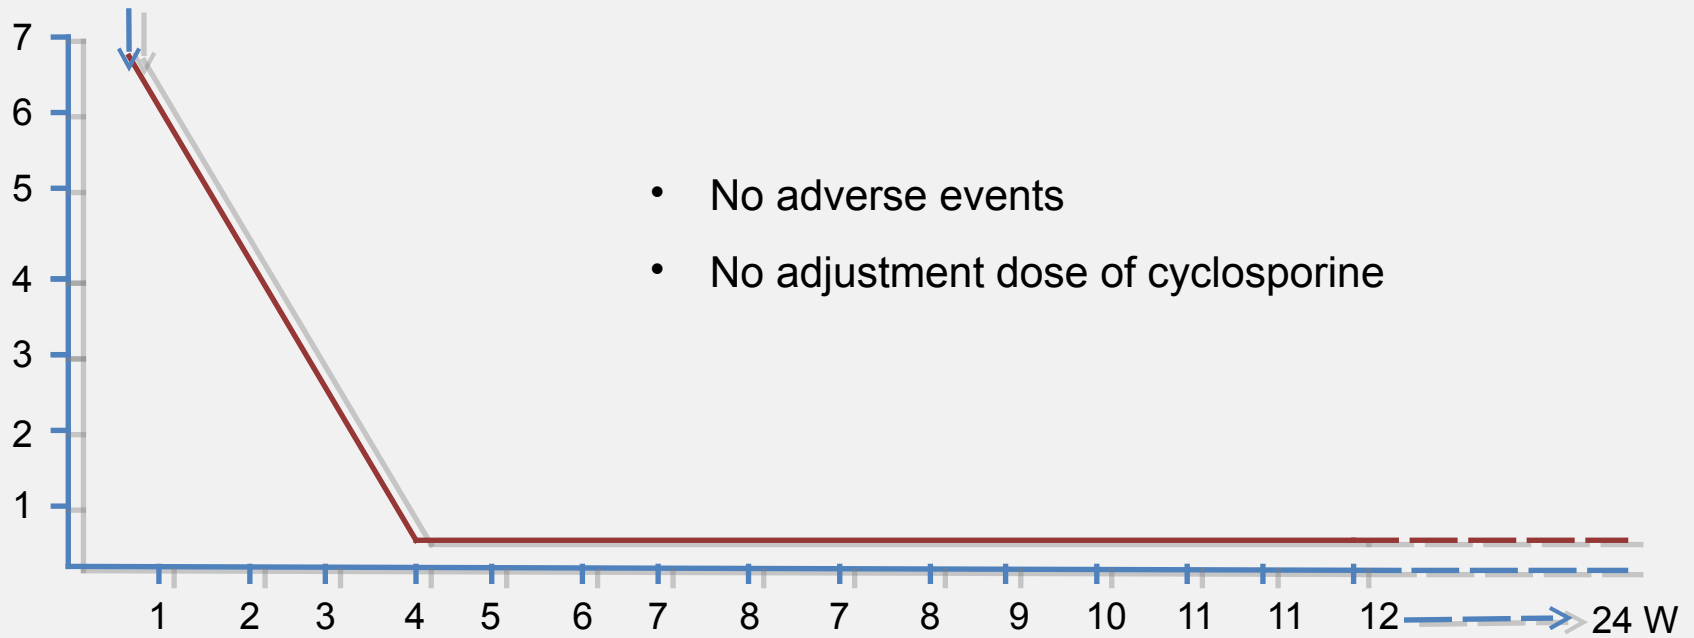 7
6
5
4
3
2
1
• No adverse events
• No adjustment dose of cyclosporine
1 2 3 4 5 6 7 8 7 8 9 10 11 11 12 24 W